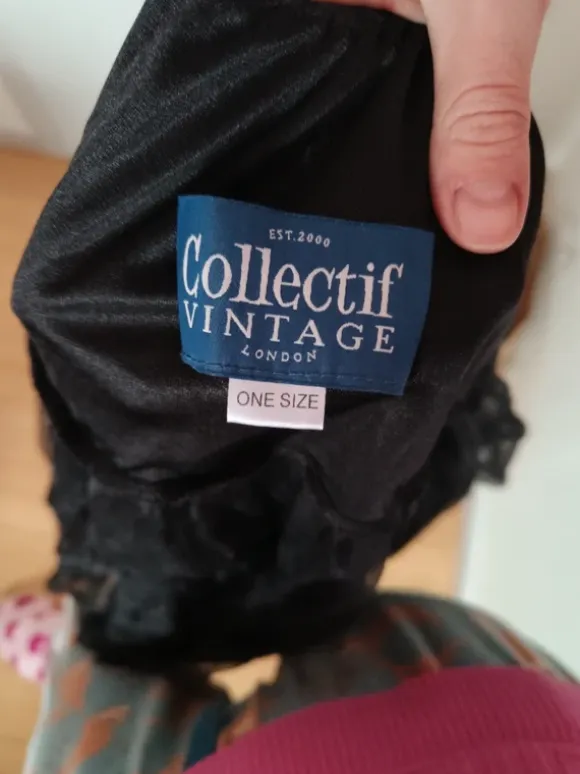 EST.2000
Collectif
VINTAGE
LONDON
ONE SIZE